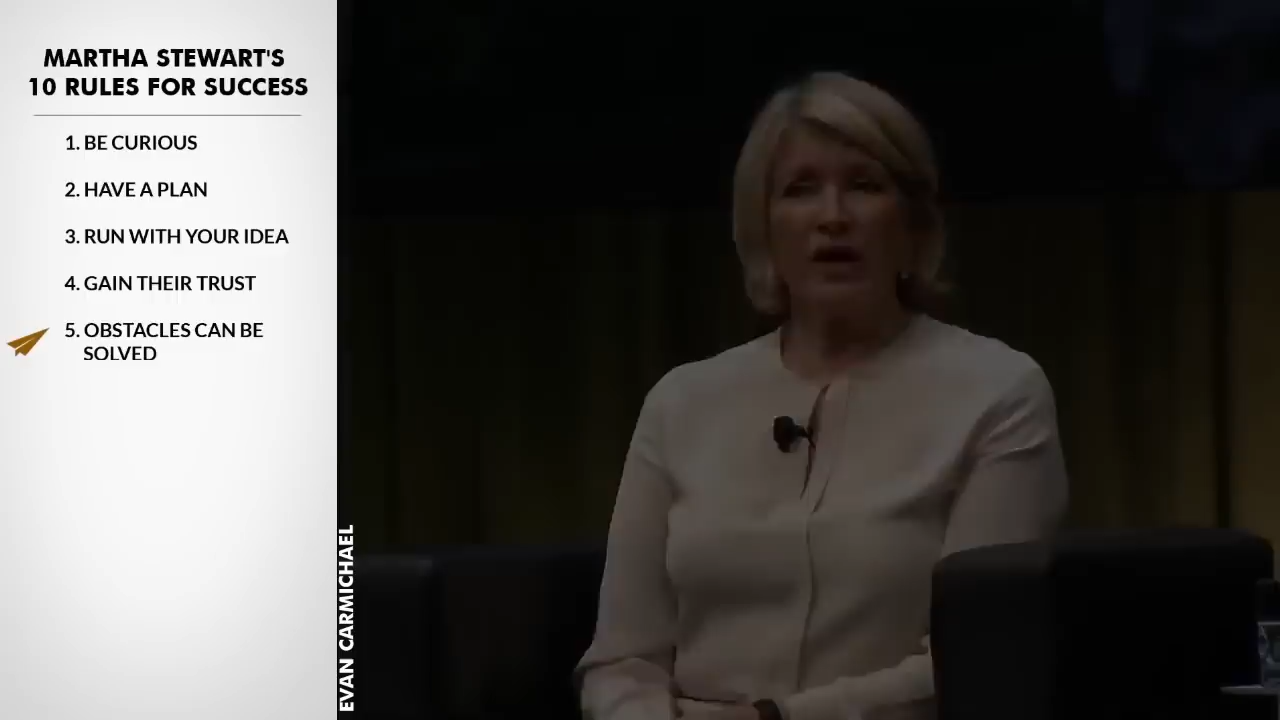 MARTHA STEWART'S
10 RULES FOR SUCCESS
1. BE CURIOUS
2. HAVE A PLAN
3. RUN WITH YOUR IDEA
4. GAIN THEIR TRUST
5. OBSTACLES CAN BE
SOLVED
EVAN CARMICHAEL